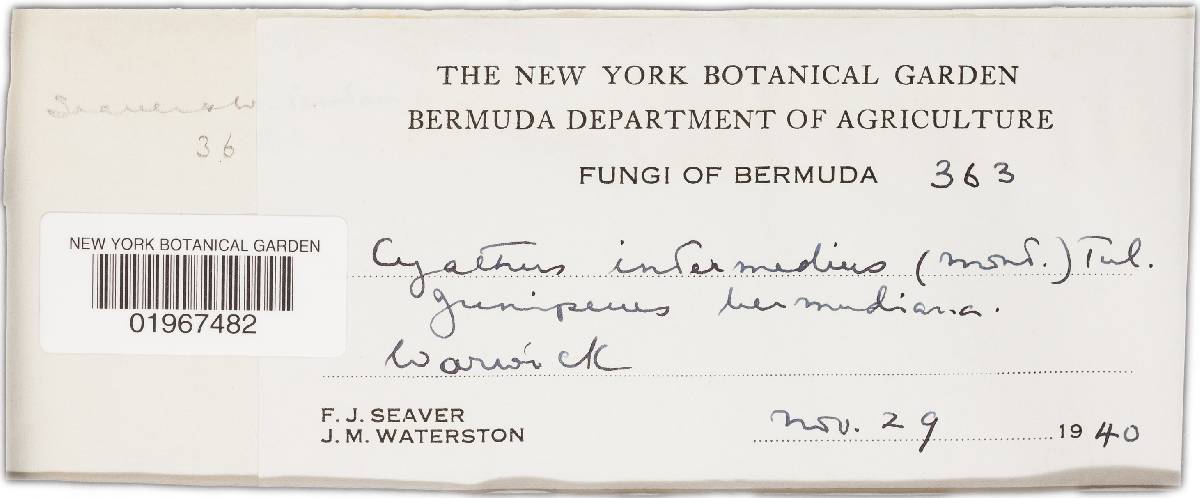 THE NEW YORK BOTANICAL GARDEN
BERMUDA DEPARTMENT OF AGRICULTURE
FUNGI OF BERMUDA 363
36
NEW YORK BOTANICAL GARDEN
01967482
Cyathus intermedius (Mont.) Tul.
Juniperus bermudiana.
Warwick
F. J. SEAVER
J. M. WATERSTON
Nov. 29 1940